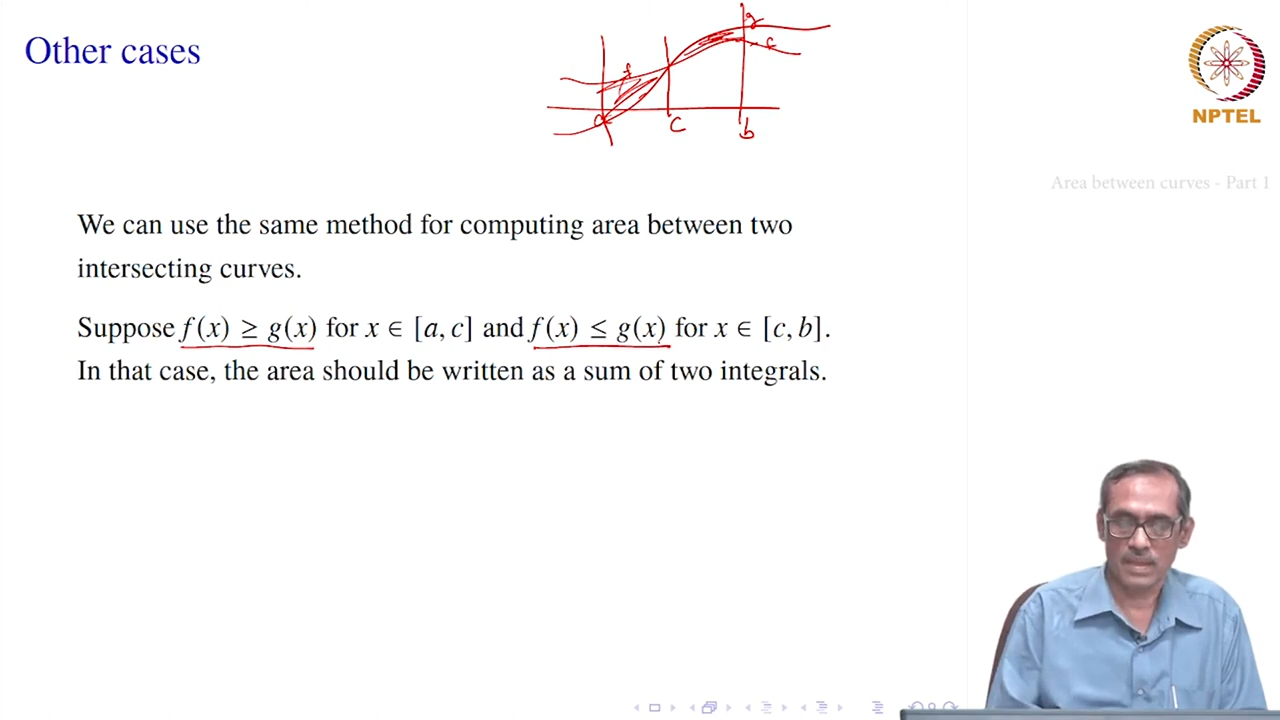 Other cases
g
f
f
a
c
b
NPTEL
Area between curves - Part 1
We can use the same method for computing area between two
intersecting curves.
Suppose f(x) ≥ g(x) for x ∈ [a, c] and f(x) ≤ g(x) for x ∈ [c, b].
In that case, the area should be written as a sum of two integrals.